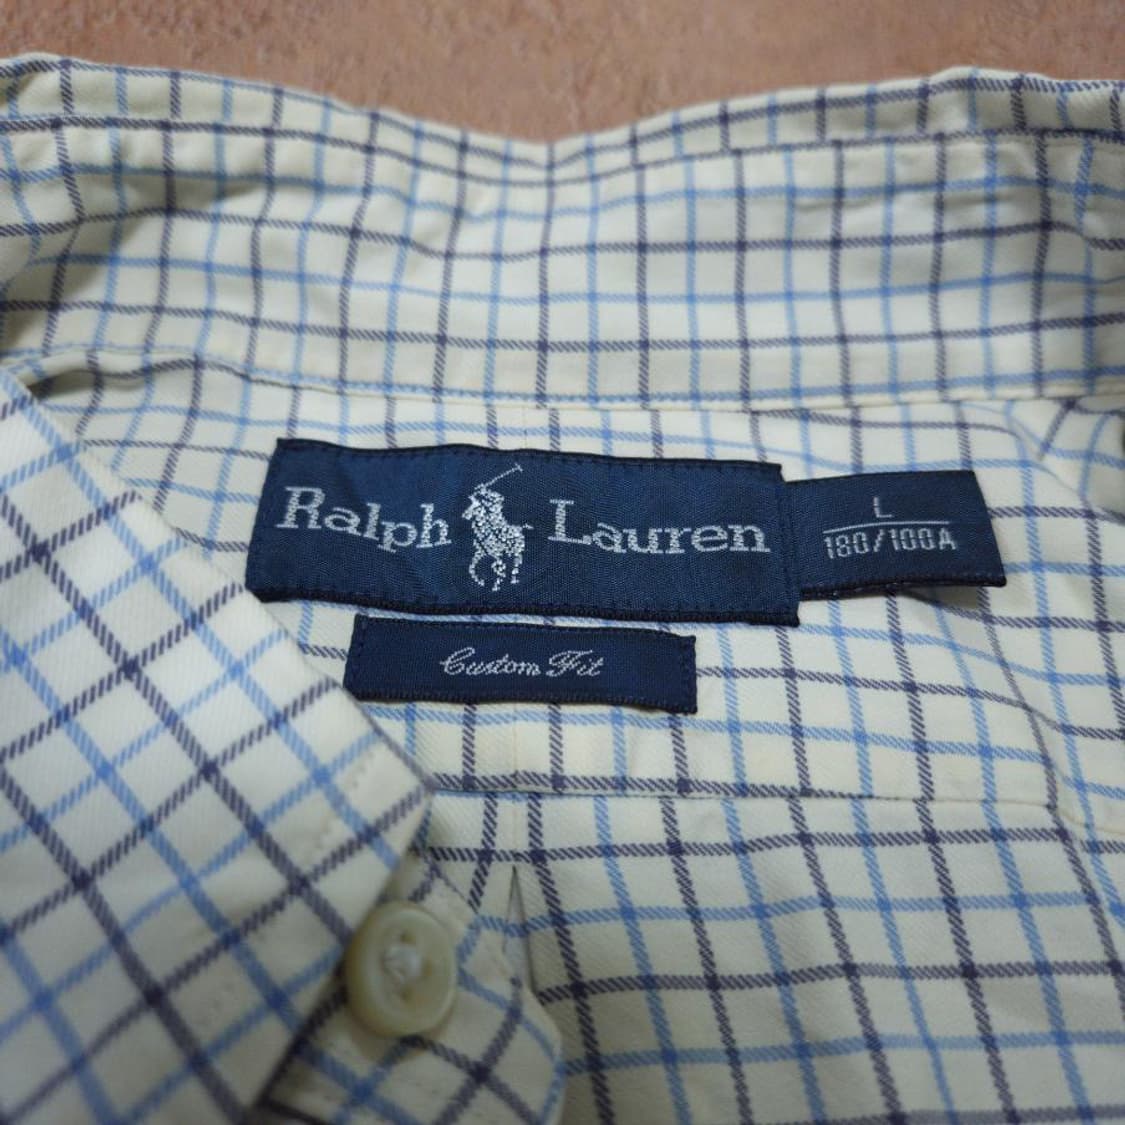 Ralph Lauren
L
180/100A
Custom Fit